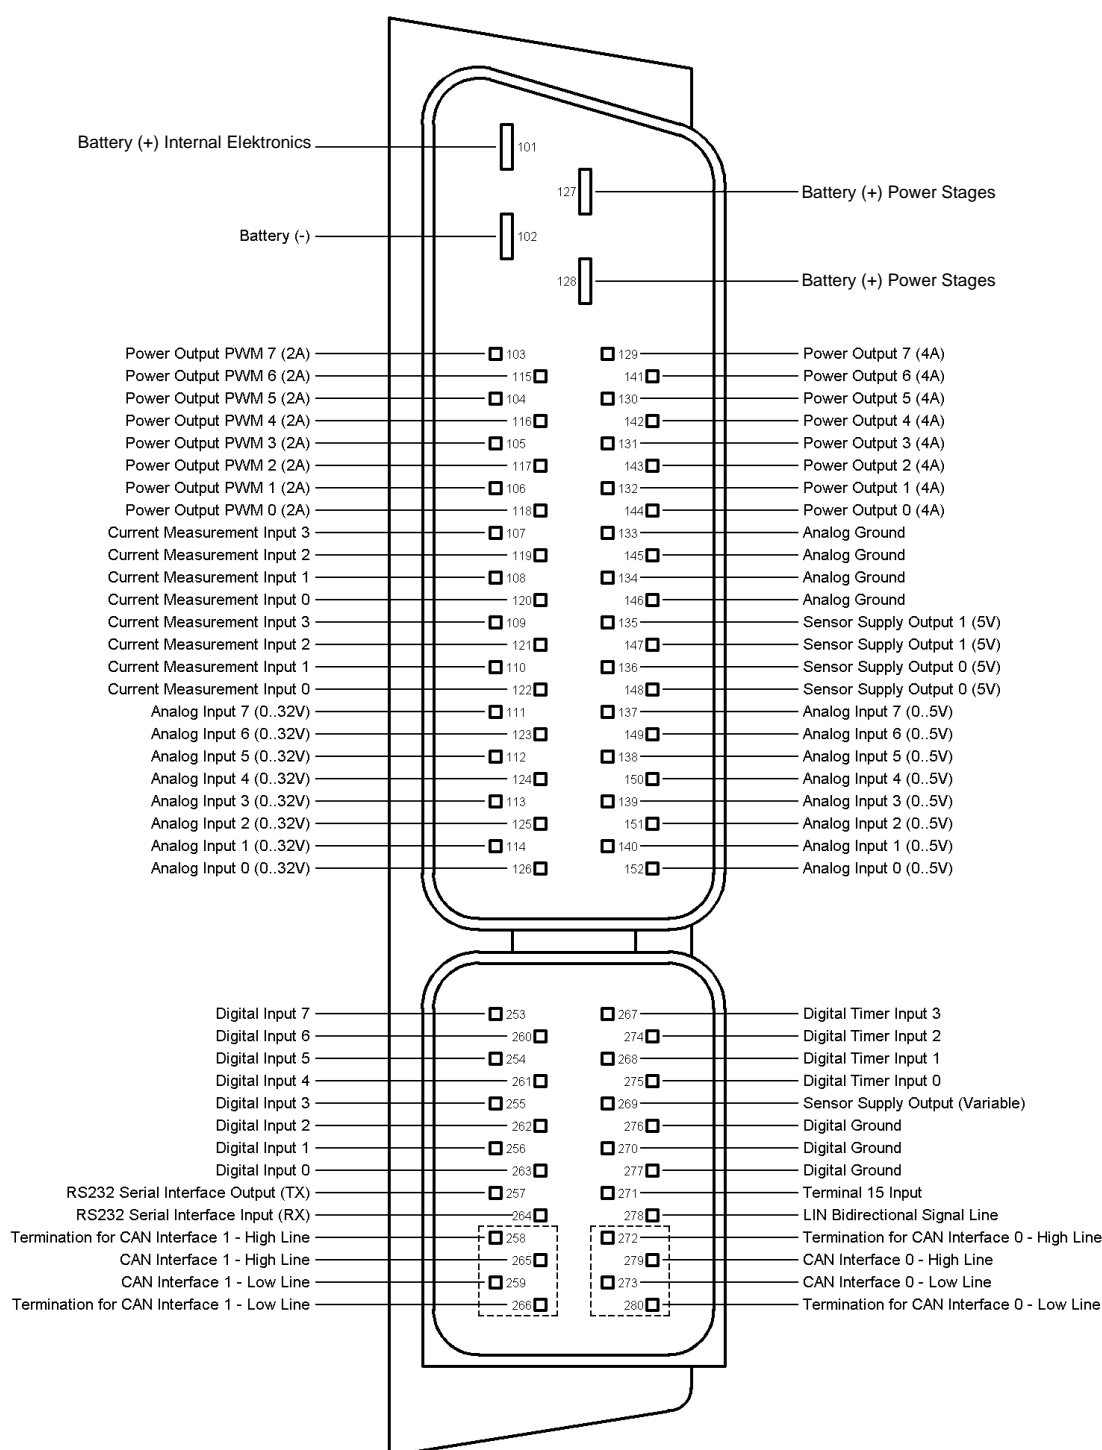 Battery (+) Internal Elektronics 101
127 Battery (+) Power Stages
Battery (-) 102
128 Battery (+) Power Stages
Power Output PWM 7 (2A) 103 129 Power Output 7 (4A)
Power Output PWM 6 (2A) 115 141 Power Output 6 (4A)
Power Output PWM 5 (2A) 104 130 Power Output 5 (4A)
Power Output PWM 4 (2A) 116 142 Power Output 4 (4A)
Power Output PWM 3 (2A) 105 131 Power Output 3 (4A)
Power Output PWM 2 (2A) 117 143 Power Output 2 (4A)
Power Output PWM 1 (2A) 106 132 Power Output 1 (4A)
Power Output PWM 0 (2A) 118 144 Power Output 0 (4A)
Current Measurement Input 3 107 133 Analog Ground
Current Measurement Input 2 119 145 Analog Ground
Current Measurement Input 1 108 134 Analog Ground
Current Measurement Input 0 120 146 Analog Ground
Current Measurement Input 3 109 135 Sensor Supply Output 1 (5V)
Current Measurement Input 2 121 147 Sensor Supply Output 1 (5V)
Current Measurement Input 1 110 136 Sensor Supply Output 0 (5V)
Current Measurement Input 0 122 148 Sensor Supply Output 0 (5V)
Analog Input 7 (0..32V) 111 137 Analog Input 7 (0..5V)
Analog Input 6 (0..32V) 123 149 Analog Input 6 (0..5V)
Analog Input 5 (0..32V) 112 138 Analog Input 5 (0..5V)
Analog Input 4 (0..32V) 124 150 Analog Input 4 (0..5V)
Analog Input 3 (0..32V) 113 139 Analog Input 3 (0..5V)
Analog Input 2 (0..32V) 125 151 Analog Input 2 (0..5V)
Analog Input 1 (0..32V) 114 140 Analog Input 1 (0..5V)
Analog Input 0 (0..32V) 126 152 Analog Input 0 (0..5V)
Digital Input 7 253 267 Digital Timer Input 3
Digital Input 6 260 274 Digital Timer Input 2
Digital Input 5 254 268 Digital Timer Input 1
Digital Input 4 261 275 Digital Timer Input 0
Digital Input 3 255 269 Sensor Supply Output (Variable)
Digital Input 2 262 276 Digital Ground
Digital Input 1 256 270 Digital Ground
Digital Input 0 263 277 Digital Ground
RS232 Serial Interface Output (TX) 257 271 Terminal 15 Input
RS232 Serial Interface Input (RX) 264 278 LIN Bidirectional Signal Line
Termination for CAN Interface 1 - High Line 258 272 Termination for CAN Interface 0 - High Line
CAN Interface 1 - High Line 265 279 CAN Interface 0 - High Line
CAN Interface 1 - Low Line 259 273 CAN Interface 0 - Low Line
Termination for CAN Interface 1 - Low Line 266 280 Termination for CAN Interface 0 - Low Line